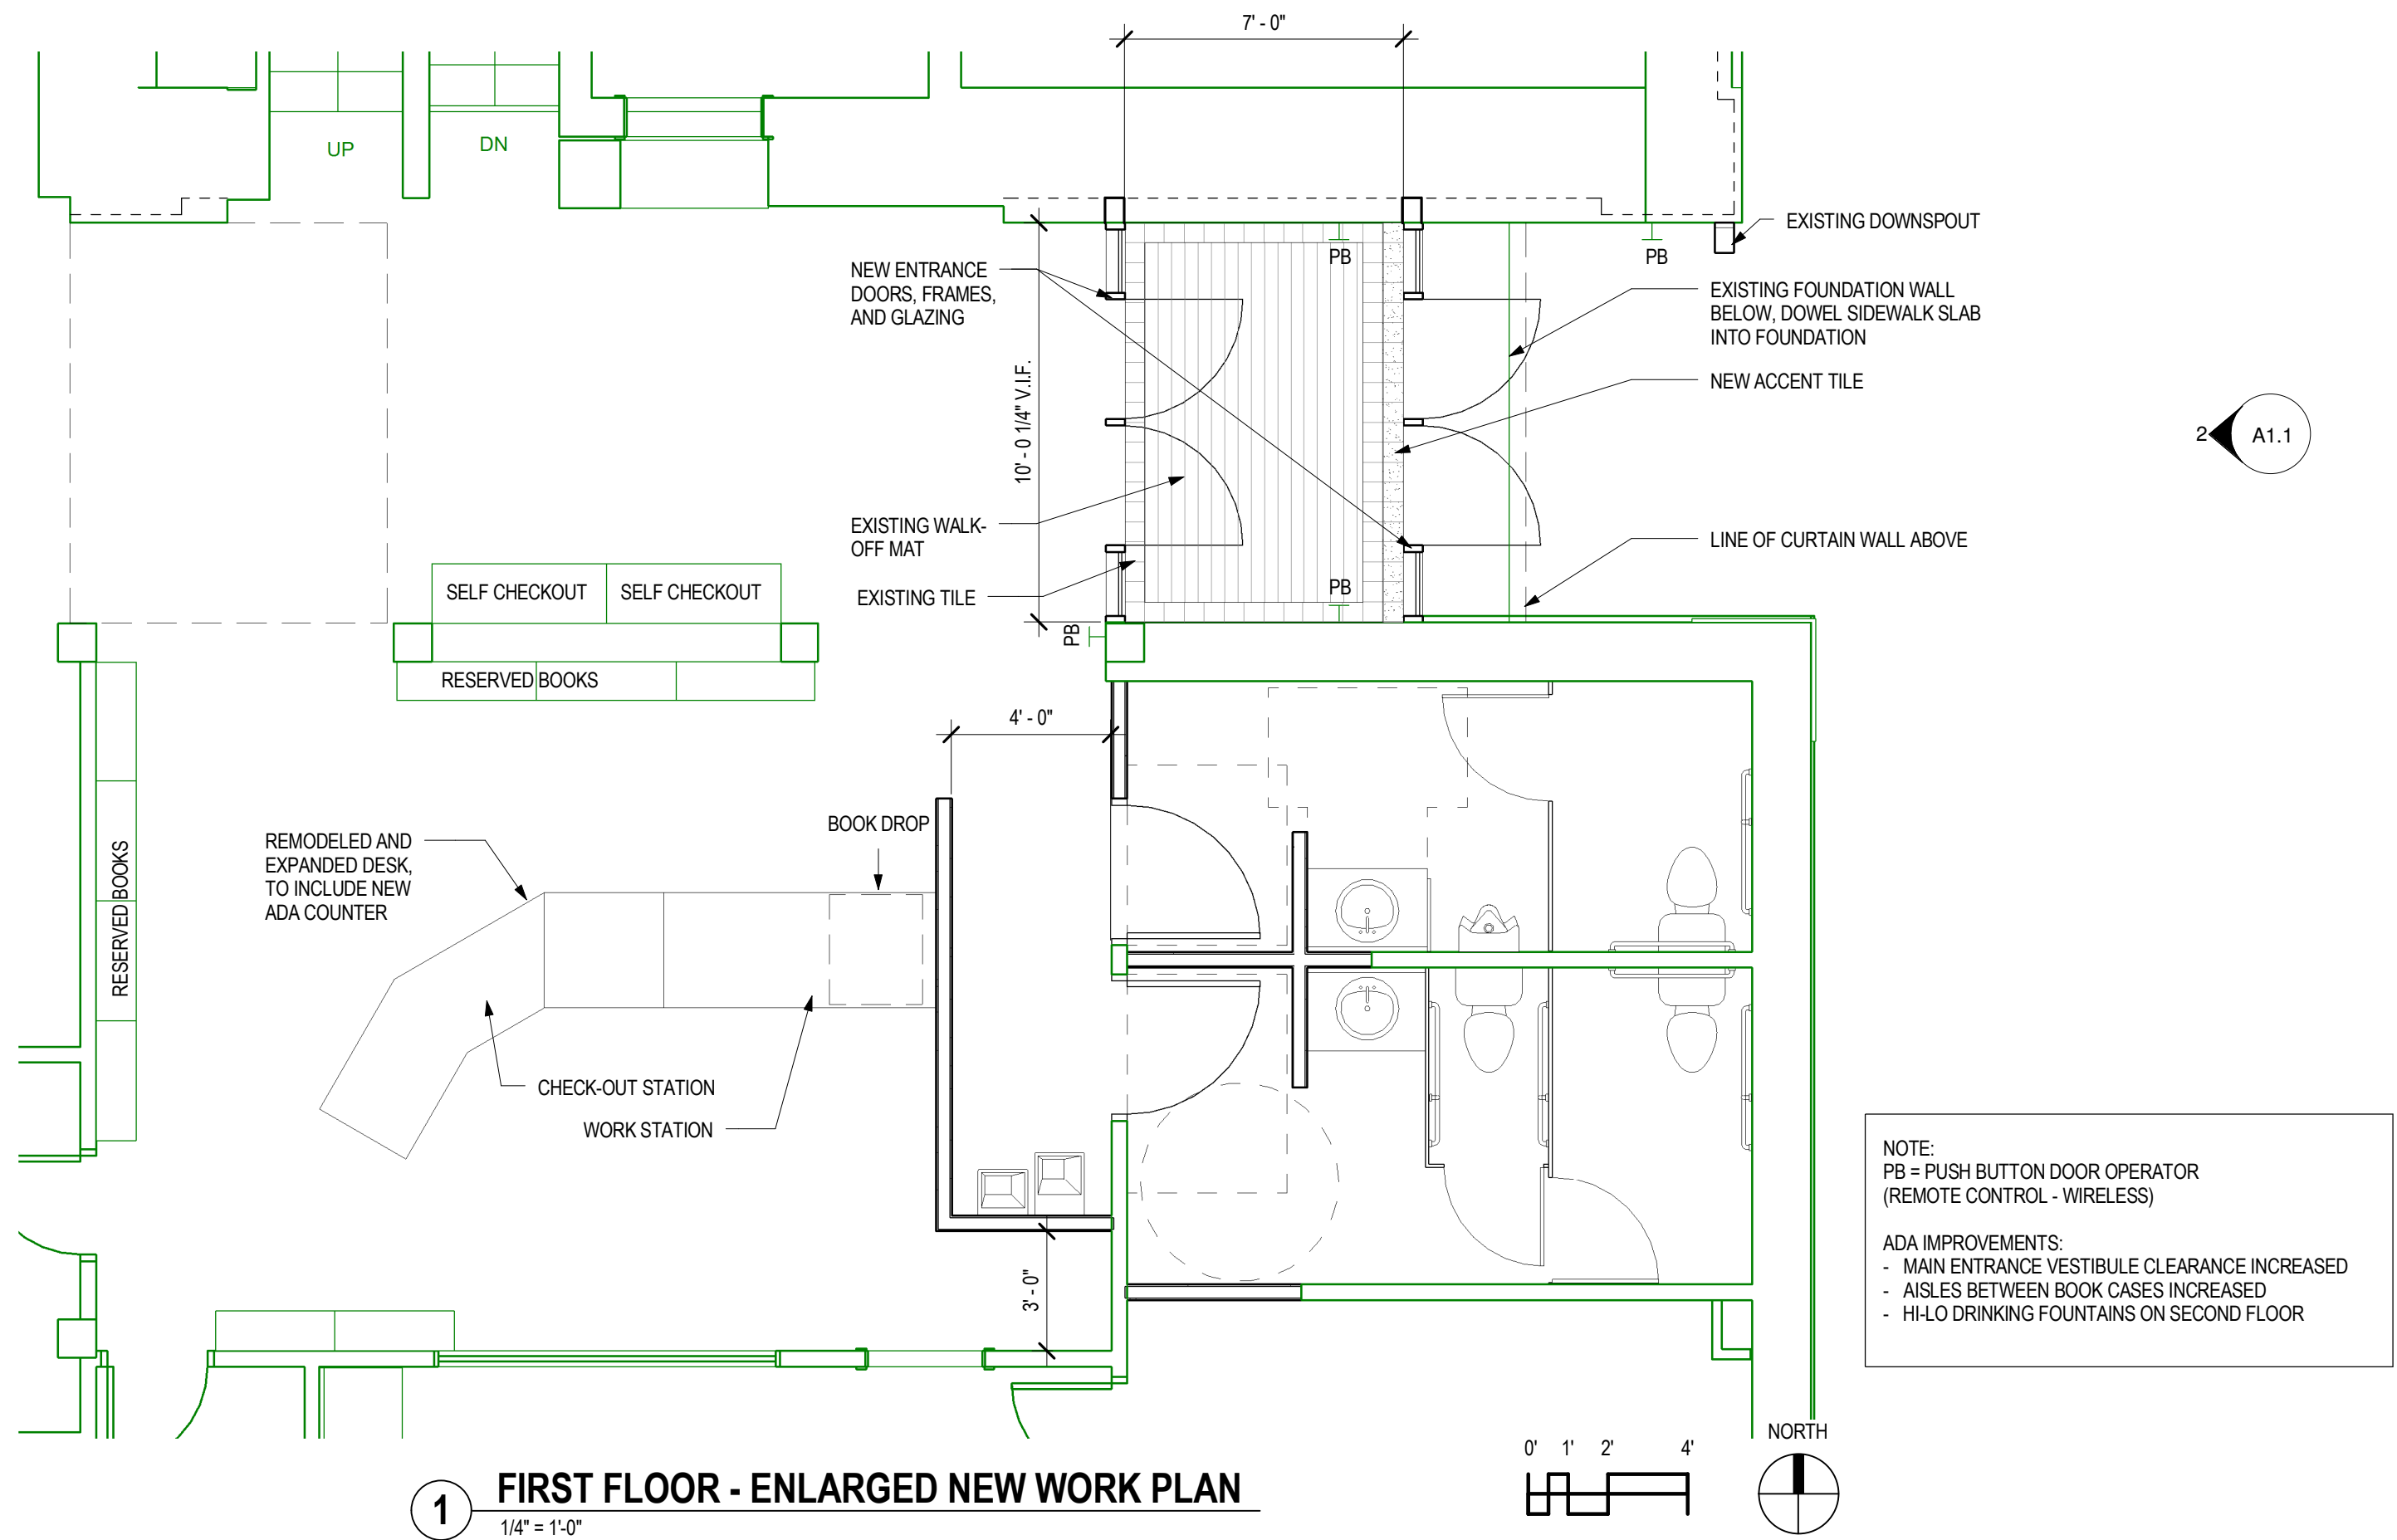 7' - 0"
UP
DN
EXISTING DOWNSPOUT
PB
PB
NEW ENTRANCE
DOORS, FRAMES,
AND GLAZING
EXISTING FOUNDATION WALL
BELOW, DOWEL SIDEWALK SLAB
INTO FOUNDATION
NEW ACCENT TILE
10' - 0 1/4" V.I.F.
2
A1.1
EXISTING WALK-
OFF MAT
LINE OF CURTAIN WALL ABOVE
SELF CHECKOUT
SELF CHECKOUT
EXISTING TILE
PB
PB
RESERVED BOOKS
4' - 0"
BOOK DROP
REMODELED AND
EXPANDED DESK,
TO INCLUDE NEW
ADA COUNTER
RESERVED BOOKS
CHECK-OUT STATION
WORK STATION
3' - 0"
NOTE:
PB = PUSH BUTTON DOOR OPERATOR
(REMOTE CONTROL - WIRELESS)
ADA IMPROVEMENTS:
- MAIN ENTRANCE VESTIBULE CLEARANCE INCREASED
- AISLES BETWEEN BOOK CASES INCREASED
- HI-LO DRINKING FOUNTAINS ON SECOND FLOOR
NORTH
0' 1' 2' 4'
1
FIRST FLOOR - ENLARGED NEW WORK PLAN
1/4" = 1'-0"